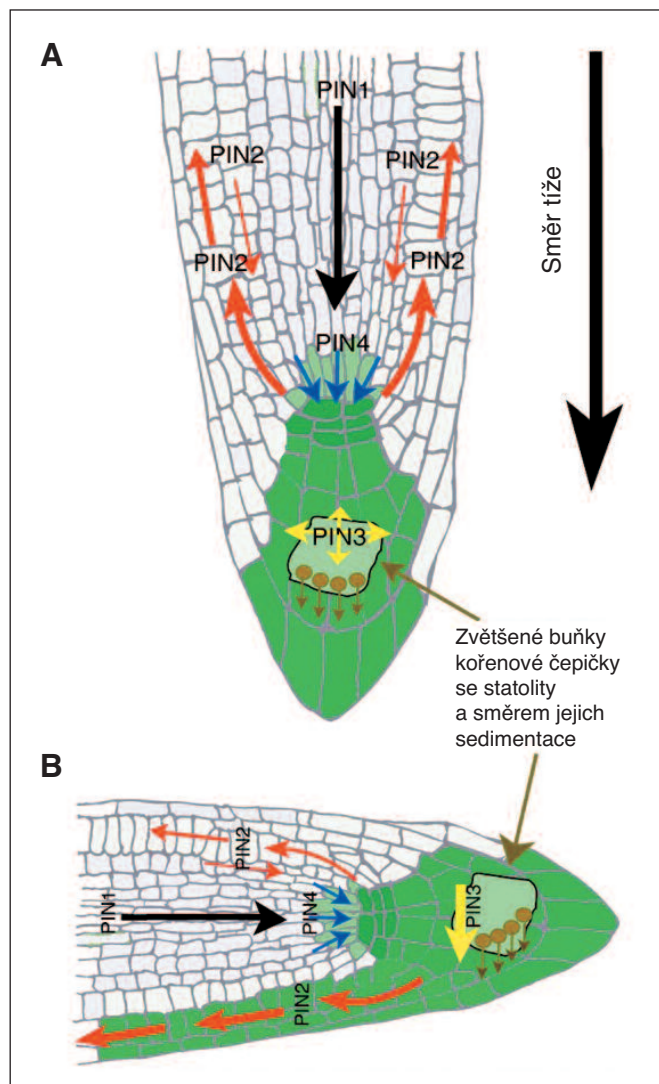 A
PIN1
PIN2
PIN2
PIN2
PIN2
PIN4
PIN3
Směr tíže
Zvětšené buňky
kořenové čepičky
se statolity
a směrem jejich
sedimentace
B
PIN2
PIN1
PIN4
PIN3
PIN2